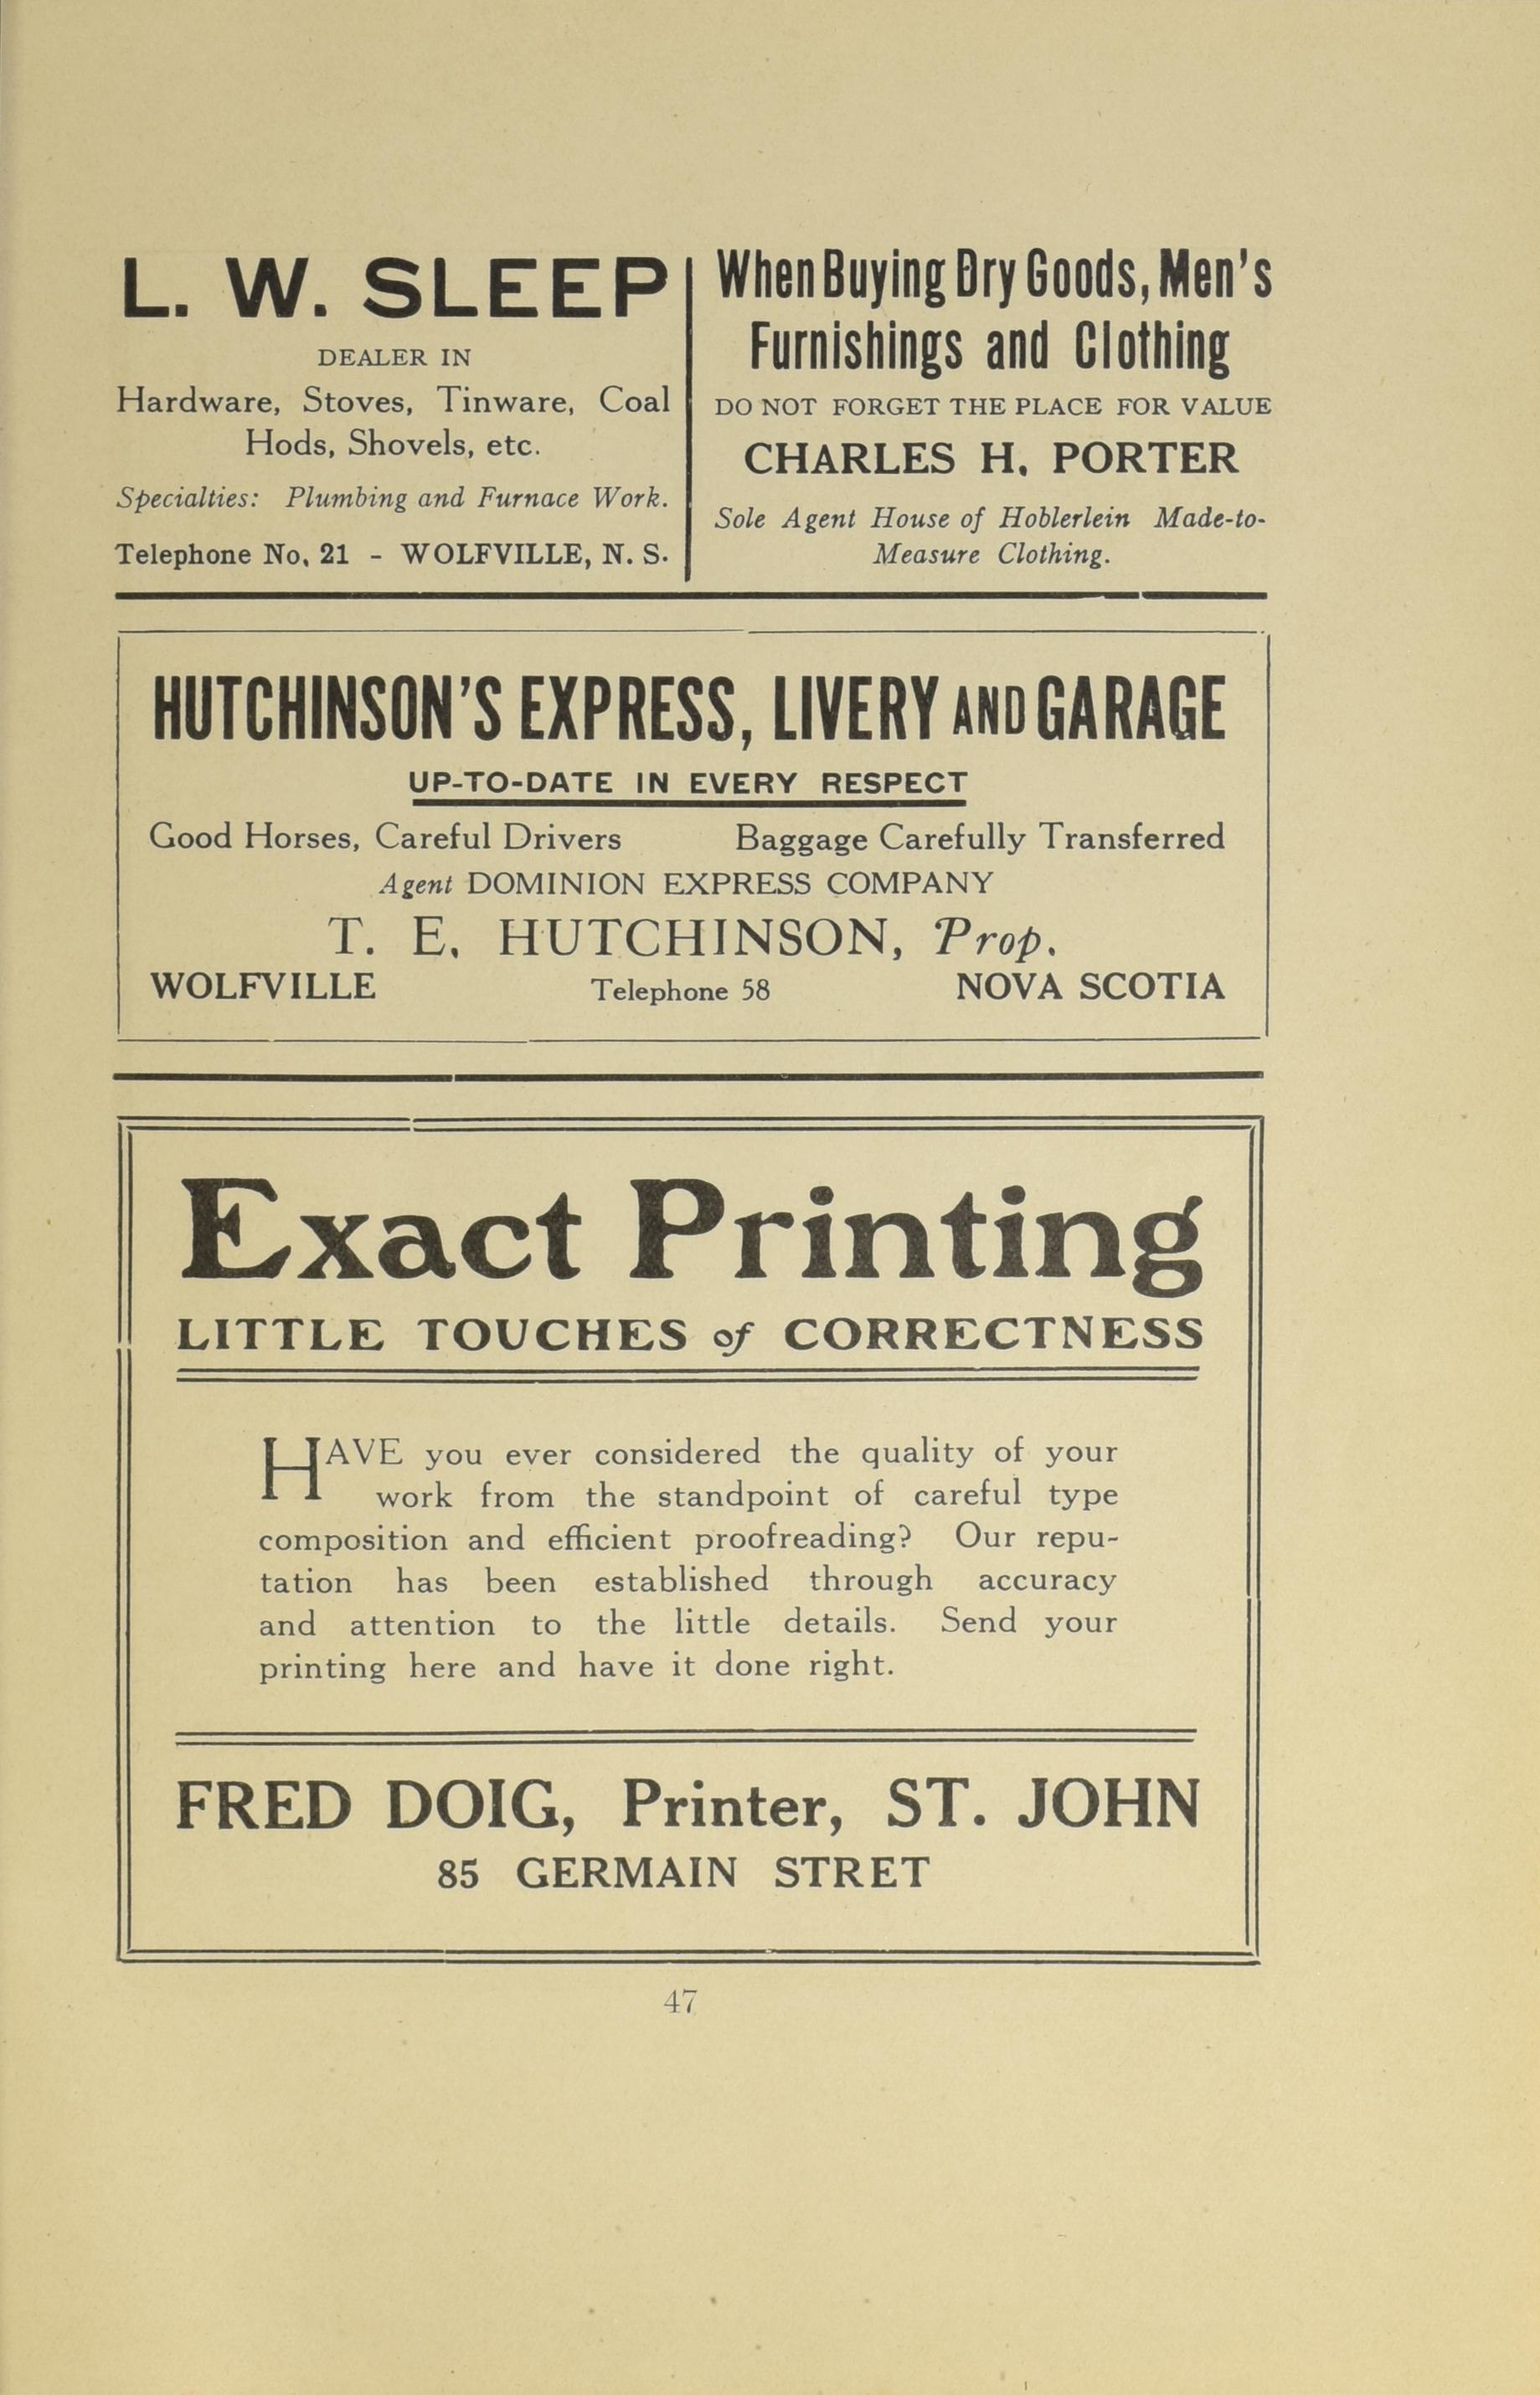 L. W. SLEEP
DEALER IN
Hardware, Stoves, Tinware, Coal
Hods, Shovels, etc.
Specialties: Plumbing and Furnace Work.
Telephone No, 21 - WOLFVILLE, N. S.
When Buying Dry Goods, Men's
Furnishings and Clothing
DO NOT FORGET THE PLACE FOR VALUE
CHARLES H. PORTER
Sole Agent House of Hoblerlein Made-to-
Measure Clothing.
HUTCHINSON'S EXPRESS, LIVERY AND GARAGE
UP-TO-DATE IN EVERY RESPECT
Good Horses, Careful Drivers Baggage Carefully Transferred
Agent DOMINION EXPRESS COMPANY
T. E. HUTCHINSON, Prop.
WOLFVILLE Telephone 58 NOVA SCOTIA
Exact Printing
LITTLE TOUCHES of CORRECTNESS
HAVE you ever considered the quality of your
work from the standpoint of careful type
composition and efficient proofreading? Our repu-
tation has been established through accuracy
and attention to the little details. Send your
printing here and have it done right.
FRED DOIG, Printer, ST. JOHN
85 GERMAIN STRET
47